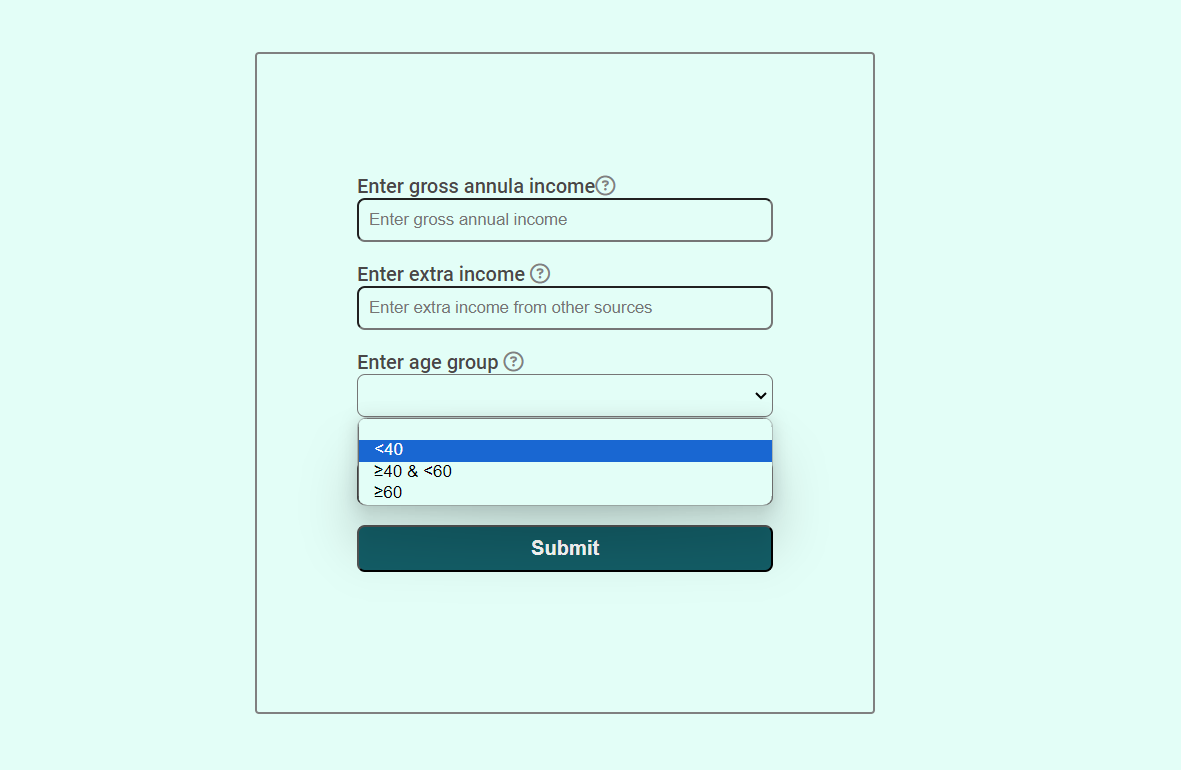 Enter gross annula income?
Enter gross annual income
Enter extra income ?
Enter extra income from other sources
Enter age group ?
<40
≥40 & <60
≥60
Submit